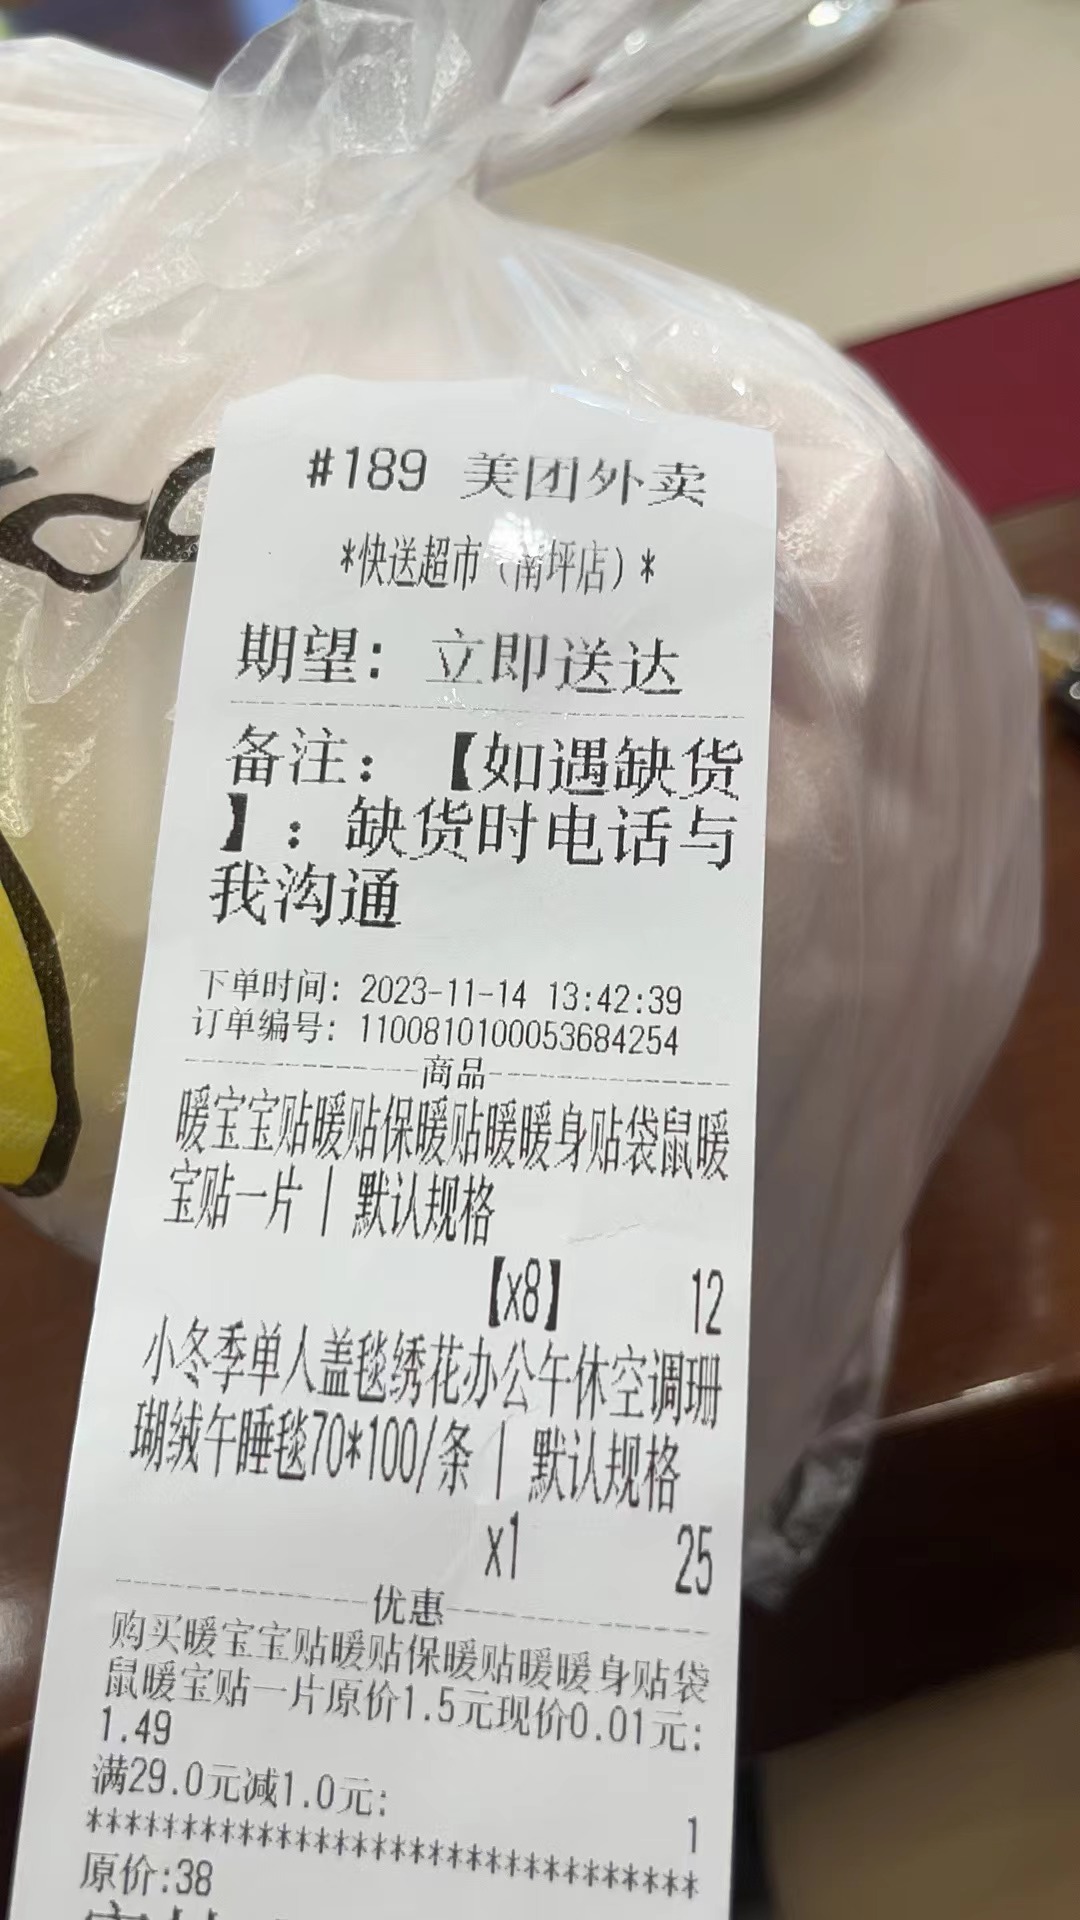 #189 美团外卖
*快送超市（南坪店）*
期望：立即送达
备注：【如遇缺货
】：缺货时电话与
我沟通
下单时间：2023-11-14 13:42:39
订单编号：1100810100053684254
商品
暖宝宝贴暖贴保暖贴暖暖身贴袋鼠暖
宝贴一片 | 默认规格
【x8】 12
小冬季单人盖毯绣花办公午休空调珊
瑚绒午睡毯70*100/条 | 默认规格
x1 25
优惠
购买暖宝宝贴暖贴保暖贴暖暖身贴袋
鼠暖宝贴一片原价1.5元现价0.01元:
1.49
满29.0元减1.0元:
1
*********************************
原价:38